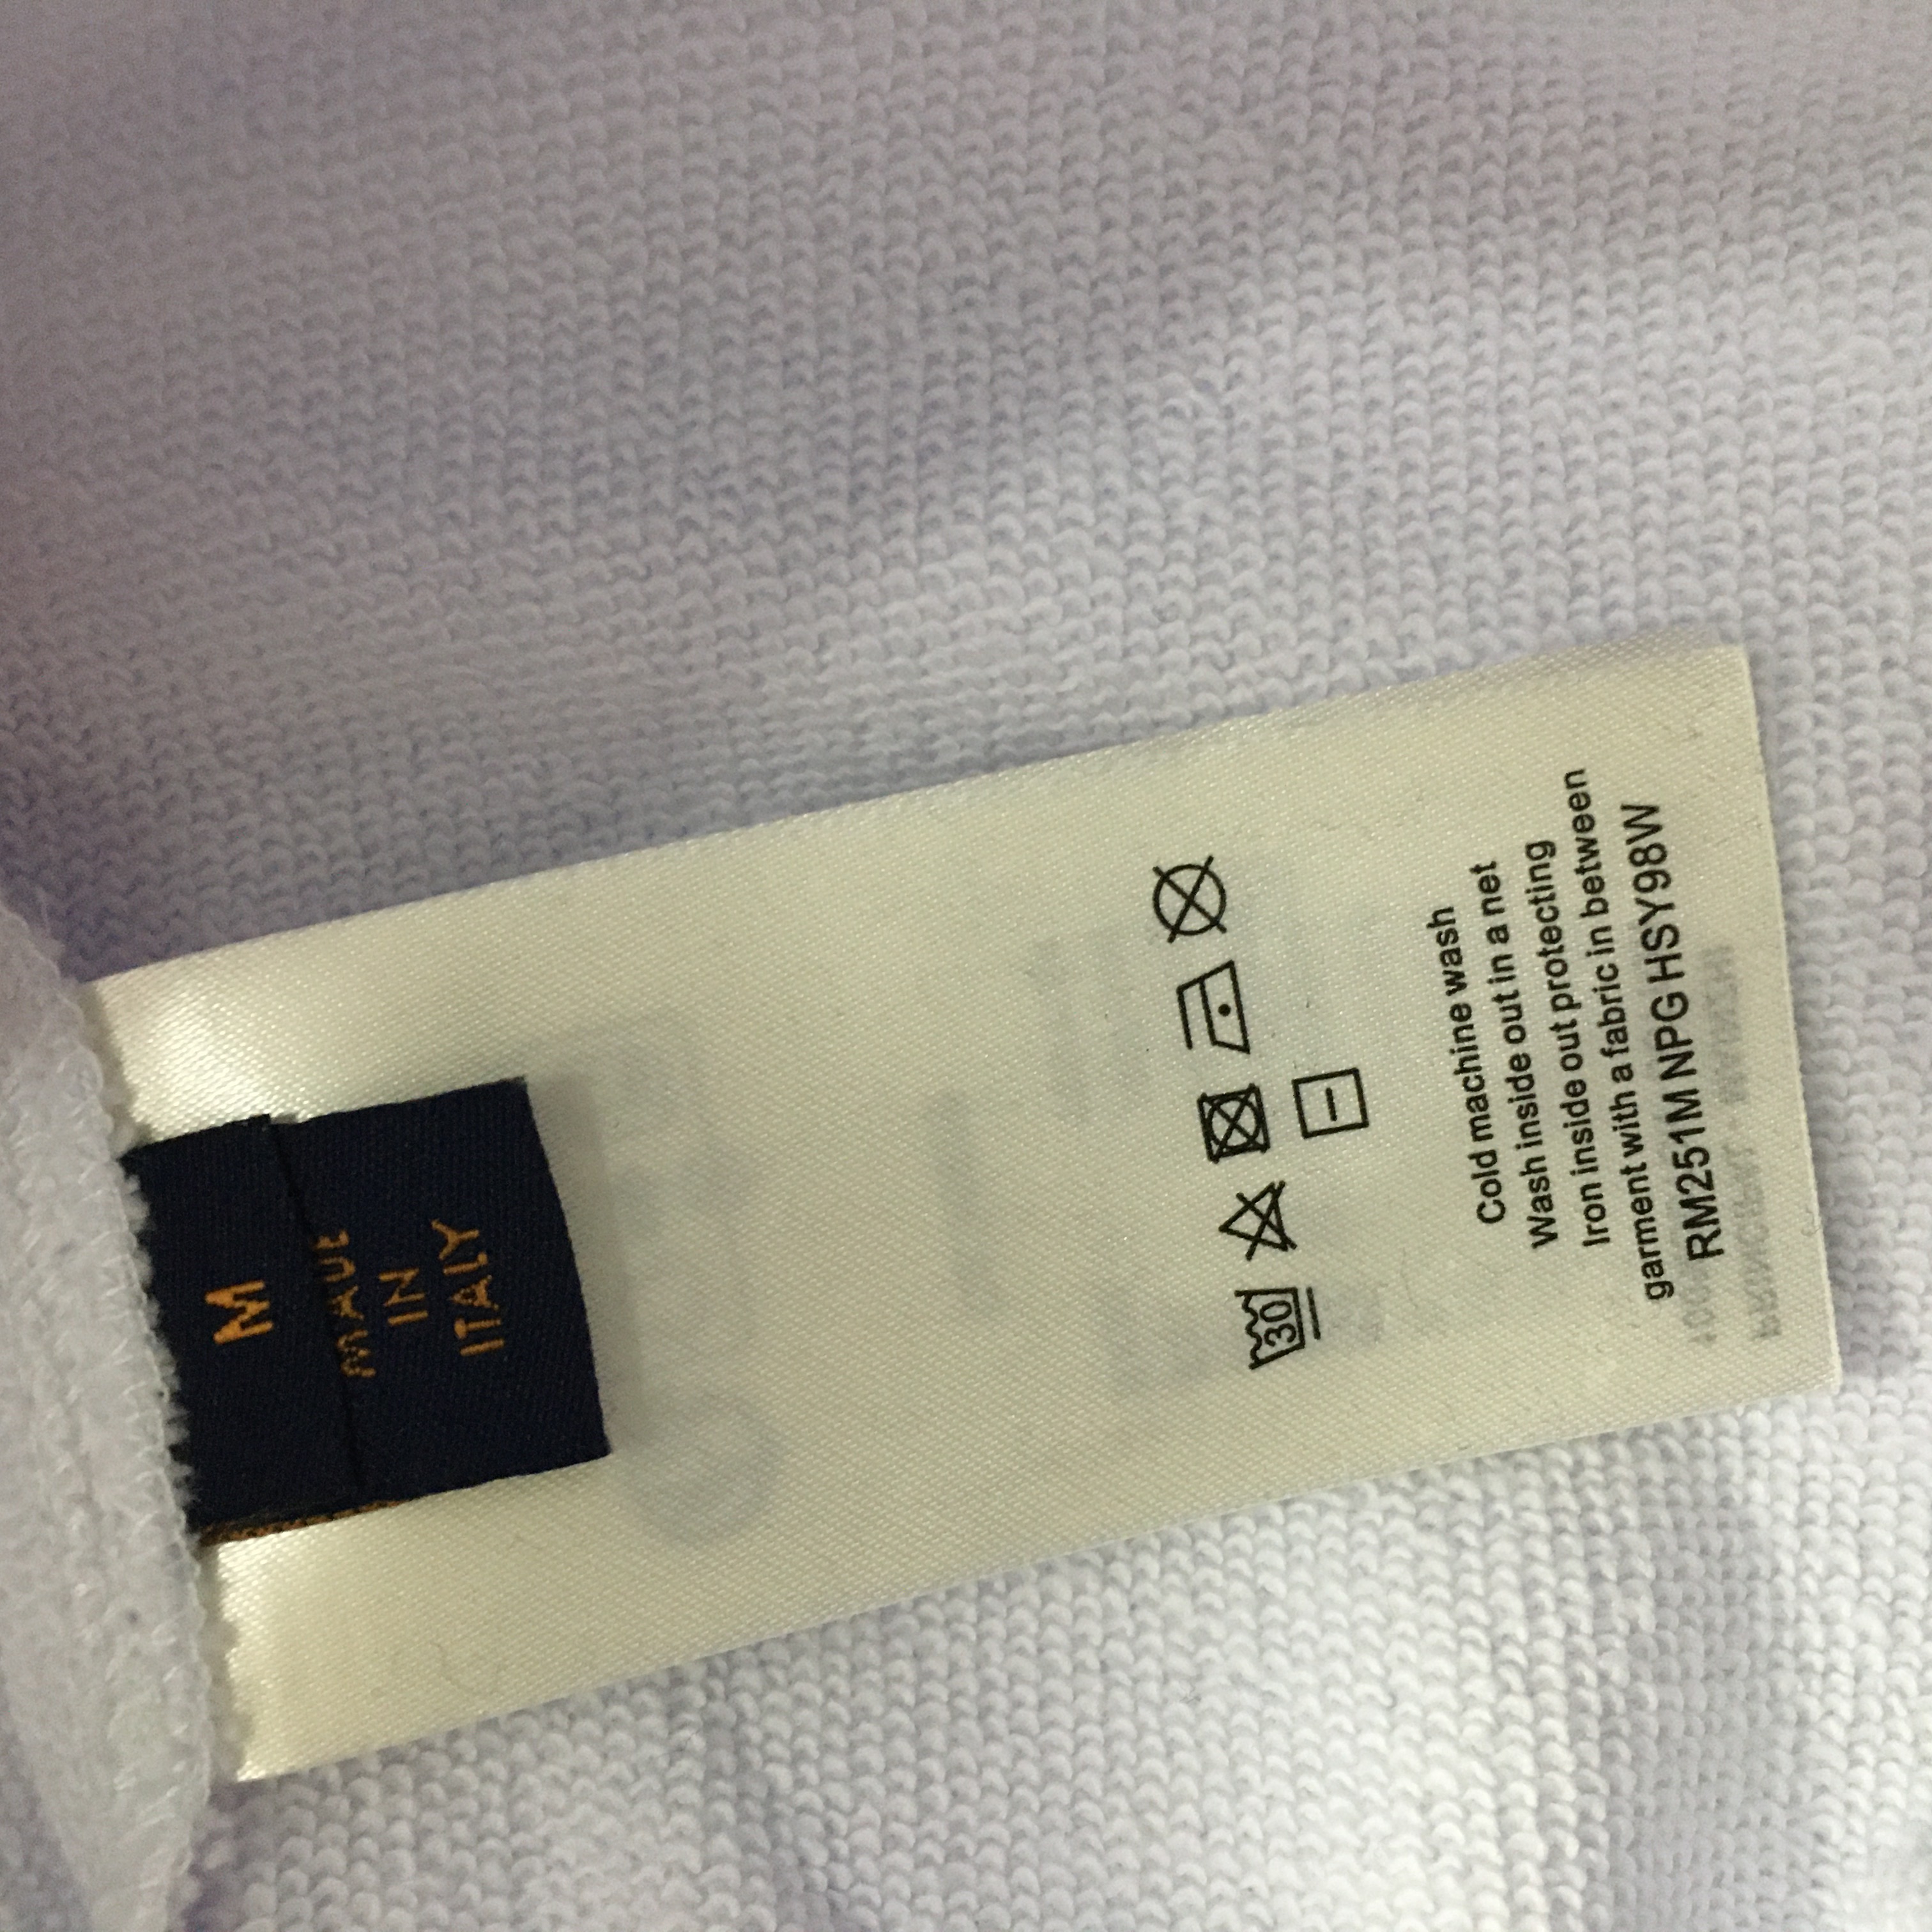 M
MADE
IN
ITALY
30
Cold machine wash
Wash inside out in a net
Iron inside out protecting
garment with a fabric in between
RM251M NPG HSY98W